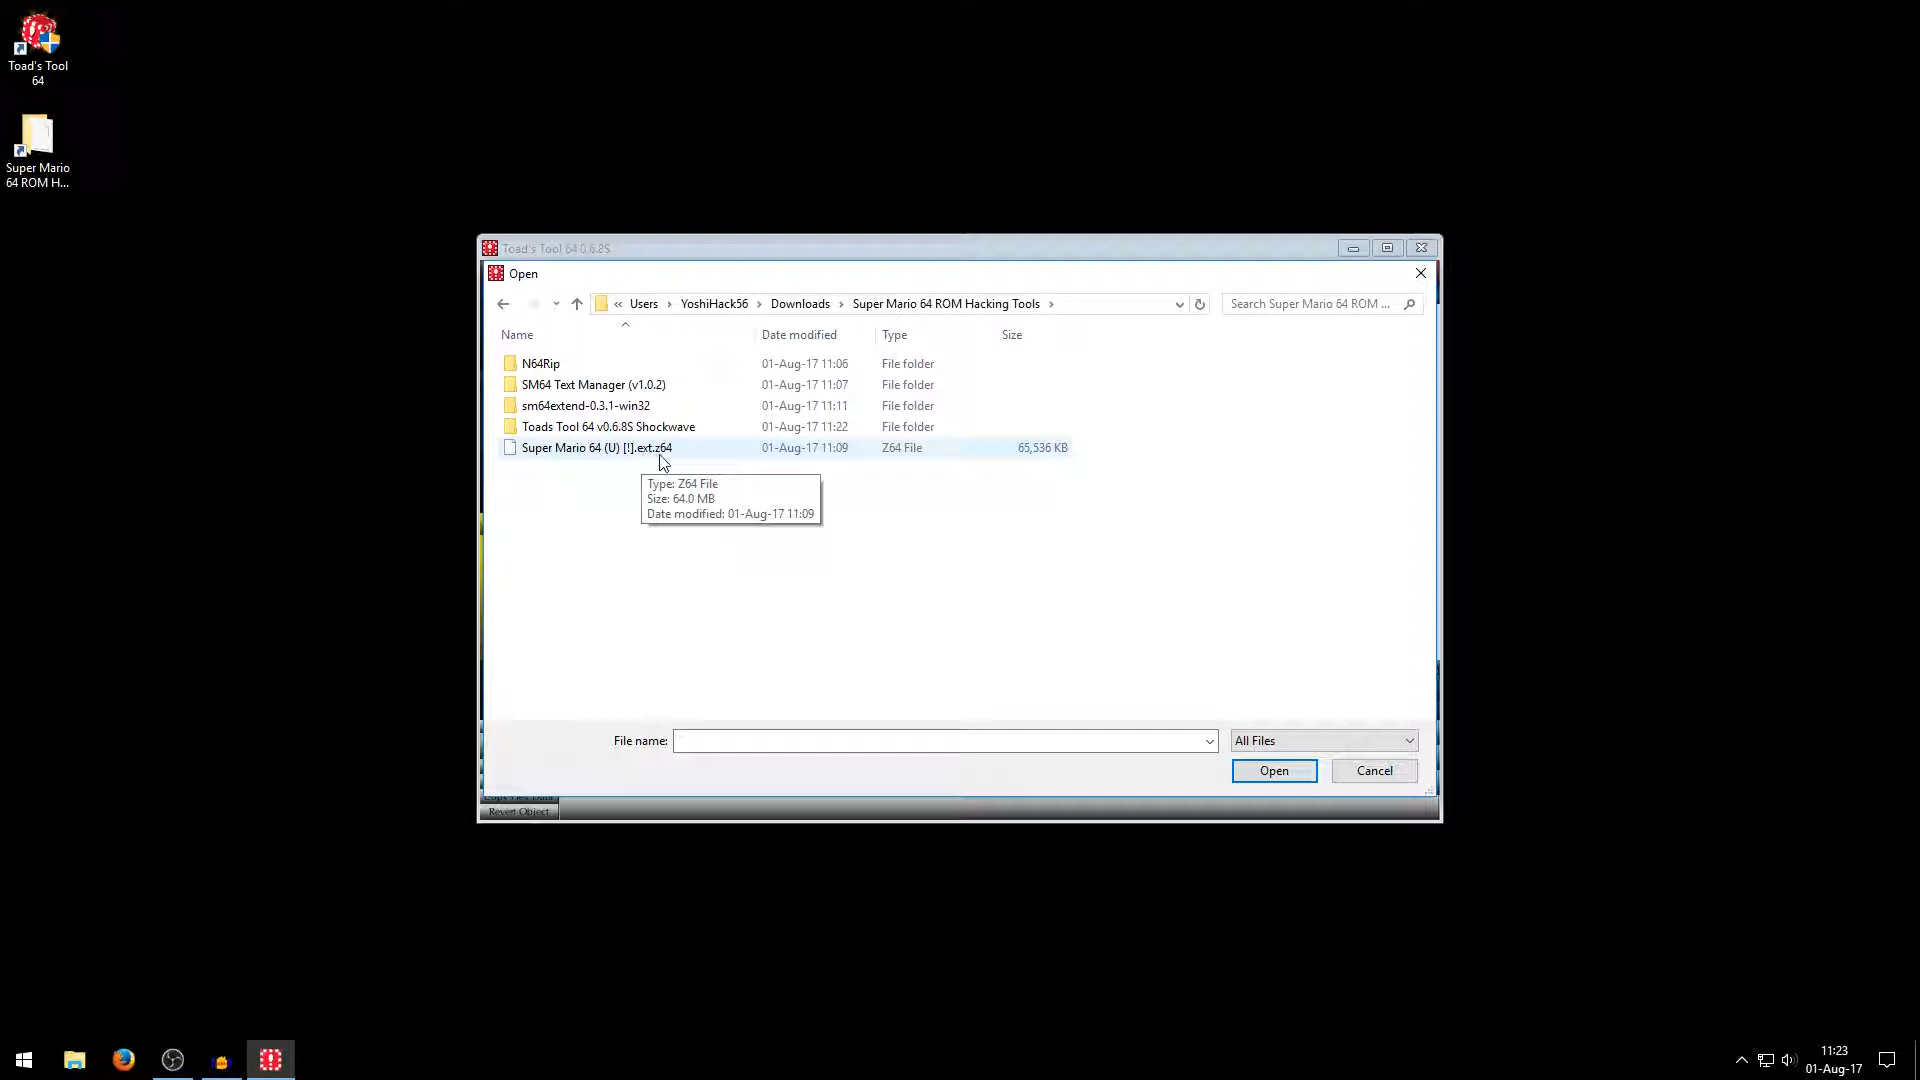 Toad's Tool
64
Super Mario
64 ROM H...
Toad's Tool 64 0.6.8S
Open
« Users › YoshiHack56 › Downloads › Super Mario 64 ROM Hacking Tools ›
Search Super Mario 64 ROM ...
Name Date modified Type Size
N64Rip 01-Aug-17 11:06 File folder
SM64 Text Manager (v1.0.2) 01-Aug-17 11:07 File folder
sm64extend-0.3.1-win32 01-Aug-17 11:11 File folder
Toads Tool 64 v0.6.8S Shockwave 01-Aug-17 11:22 File folder
Super Mario 64 (U) [!].ext.z64 01-Aug-17 11:09 Z64 File 65,536 KB
Type: Z64 File
Size: 64.0 MB
Date modified: 01-Aug-17 11:09
File name:
All Files
Open Cancel
Copy Hex Data
Revert Object
11:23
01-Aug-17